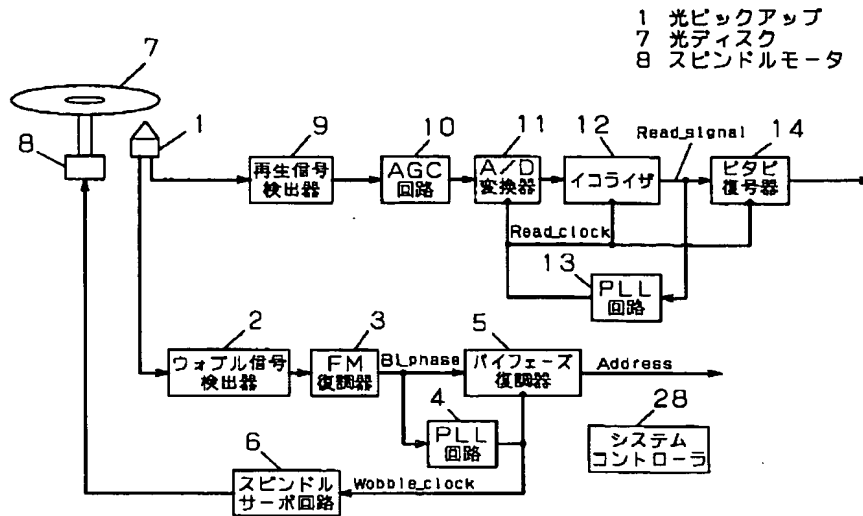 1 光ピックアップ
7 光ディスク
8 スピンドルモータ
7
8
1
9
再生信号
検出器
10
AGC
回路
11
A/D
変換器
12
イコライザ
Read_signal
14
ビタビ
復号器
Read_clock
13
PLL
回路
2
ウォブル信号
検出器
3
FM
復調器
BI_phase
5
バイフェーズ
復調器
Address
4
PLL
回路
28
システム
コントローラ
6
スピンドル
サーボ回路
Wobble_clock